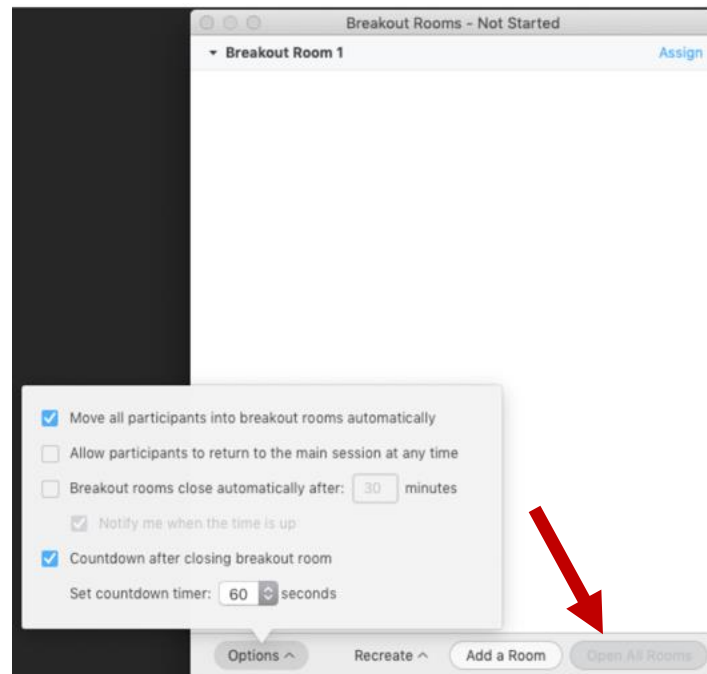 Breakout Rooms - Not Started
Breakout Room 1 Assign
Move all participants into breakout rooms automatically
Allow participants to return to the main session at any time
Breakout rooms close automatically after: 30 minutes
Notify me when the time is up
Countdown after closing breakout room
Set countdown timer: 60 seconds
Options Recreate Add a Room Open All Rooms